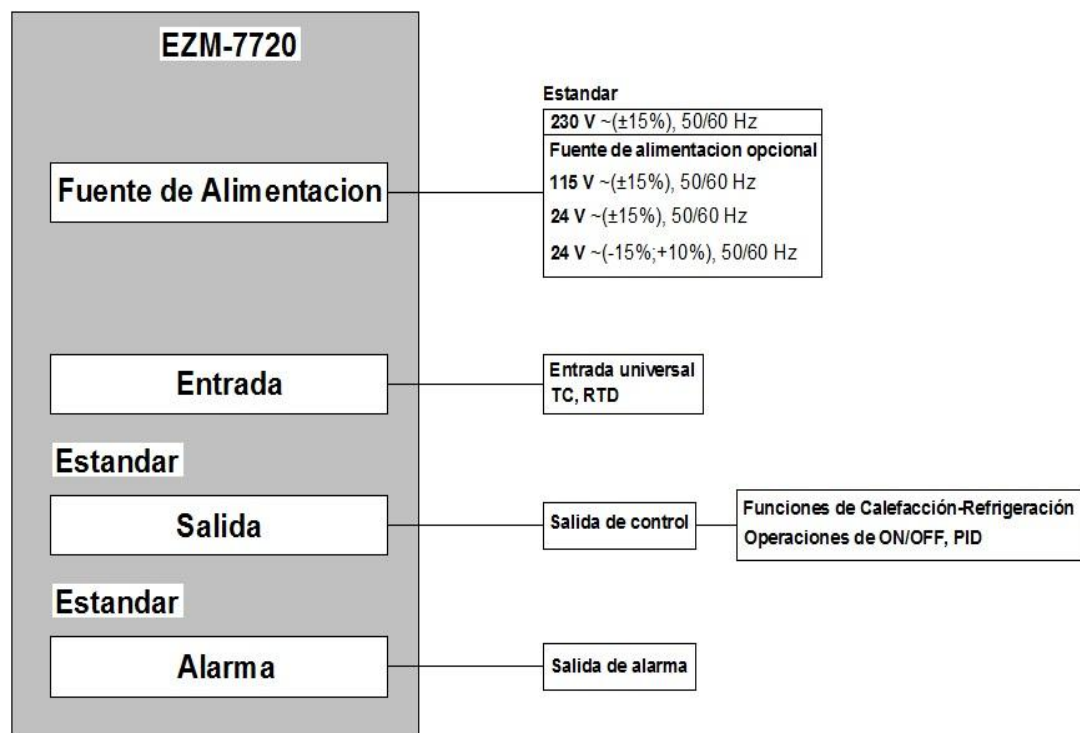 EZM-7720
Estandar
230 V ~(±15%), 50/60 Hz
Fuente de alimentacion opcional
115 V ~(±15%), 50/60 Hz
24 V ~(±15%), 50/60 Hz
24 V ~(-15%;+10%), 50/60 Hz
Fuente de Alimentacion
Entrada
Entrada universal
TC, RTD
Estandar
Salida
Salida de control
Funciones de Calefacción-Refrigeración
Operaciones de ON/OFF, PID
Estandar
Alarma
Salida de alarma